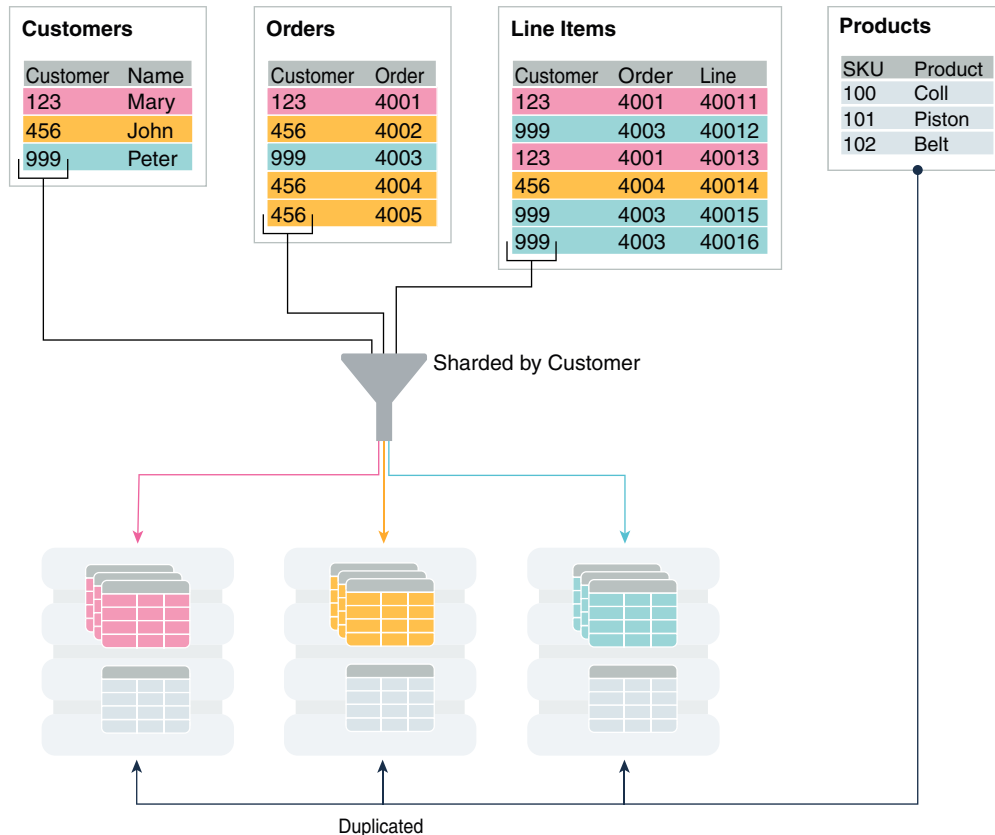 Customers
Customer Name
123 Mary
456 John
999 Peter
Orders
Customer Order
123 4001
456 4002
999 4003
456 4004
456 4005
Line Items
Customer Order Line
123 4001 40011
999 4003 40012
123 4001 40013
456 4004 40014
999 4003 40015
999 4003 40016
Products
SKU Product
100 Coll
101 Piston
102 Belt
Sharded by Customer
Duplicated